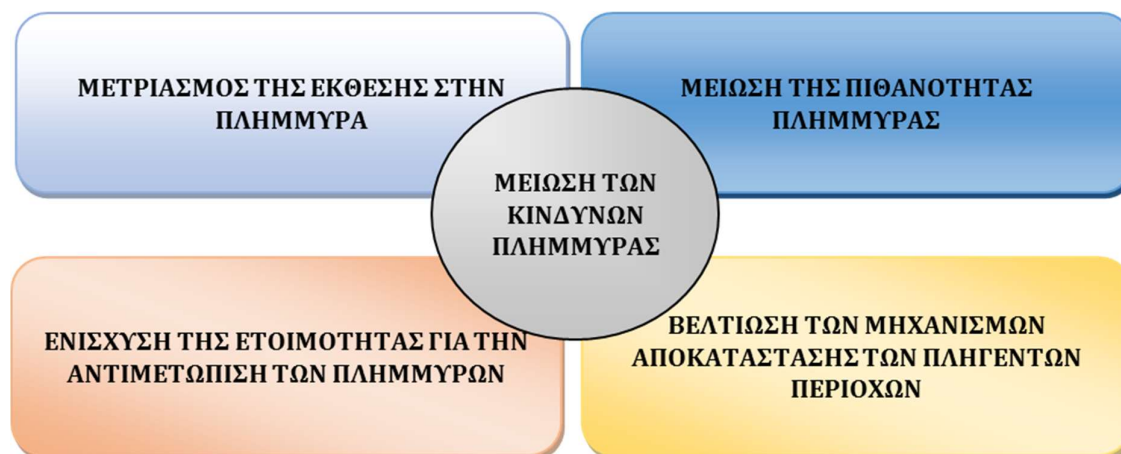 ΜΕΤΡΙΑΣΜΟΣ ΤΗΣ ΕΚΘΕΣΗΣ ΣΤΗΝ
ΠΛΗΜΜΥΡΑ
ΜΕΙΩΣΗ ΤΗΣ ΠΙΘΑΝΟΤΗΤΑΣ
ΠΛΗΜΜΥΡΑΣ
ΜΕΙΩΣΗ ΤΩΝ
ΚΙΝΔΥΝΩΝ
ΠΛΗΜΜΥΡΑΣ
ΕΝΙΣΧΥΣΗ ΤΗΣ ΕΤΟΙΜΟΤΗΤΑΣ ΓΙΑ ΤΗΝ
ΑΝΤΙΜΕΤΩΠΙΣΗ ΤΩΝ ΠΛΗΜΜΥΡΩΝ
ΒΕΛΤΙΩΣΗ ΤΩΝ ΜΗΧΑΝΙΣΜΩΝ
ΑΠΟΚΑΤΑΣΤΑΣΗΣ ΤΩΝ ΠΛΗΓΕΝΤΩΝ
ΠΕΡΙΟΧΩΝ